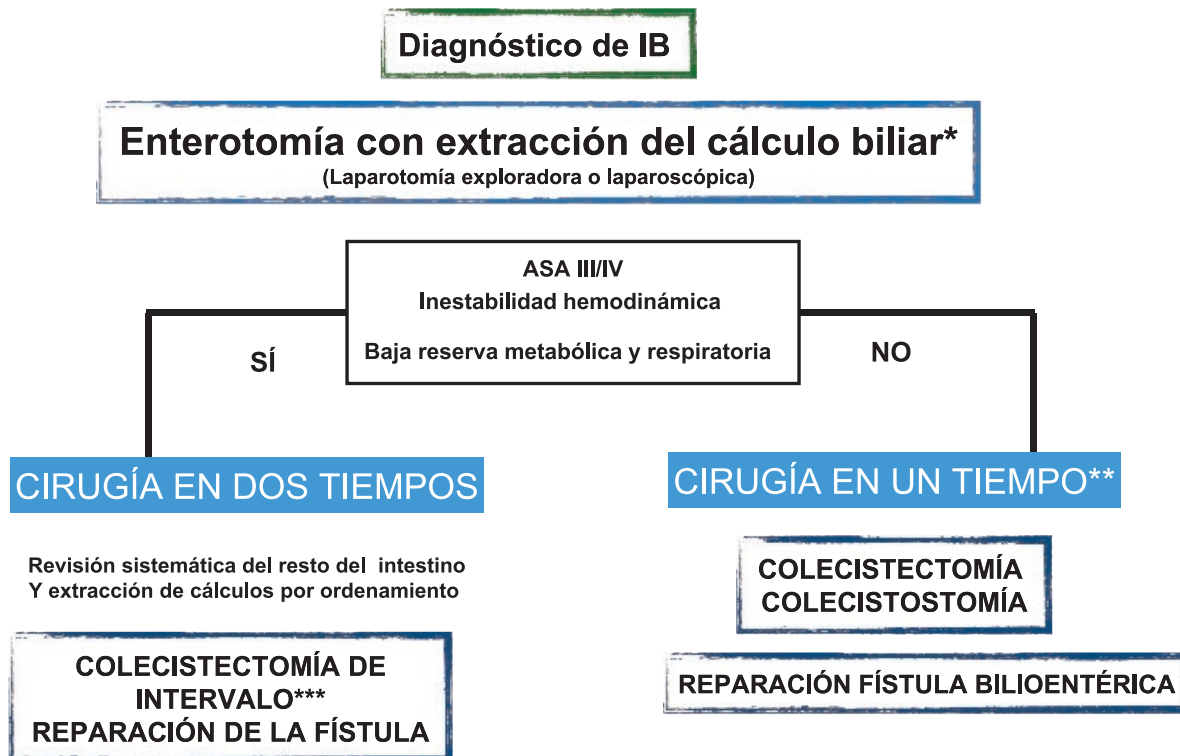 Diagnóstico de IB
Enterotomía con extracción del cálculo biliar*
(Laparotomía exploradora o laparoscópica)
ASA III/IV
Inestabilidad hemodinámica
Baja reserva metabólica y respiratoria
SÍ
NO
CIRUGÍA EN DOS TIEMPOS
Revisión sistemática del resto del intestino
Y extracción de cálculos por ordenamiento
COLECISTECTOMÍA DE
INTERVALO***
REPARACIÓN DE LA FÍSTULA
CIRUGÍA EN UN TIEMPO**
COLECISTECTOMÍA
COLECISTOSTOMÍA
REPARACIÓN FÍSTULA BILIOENTÉRICA